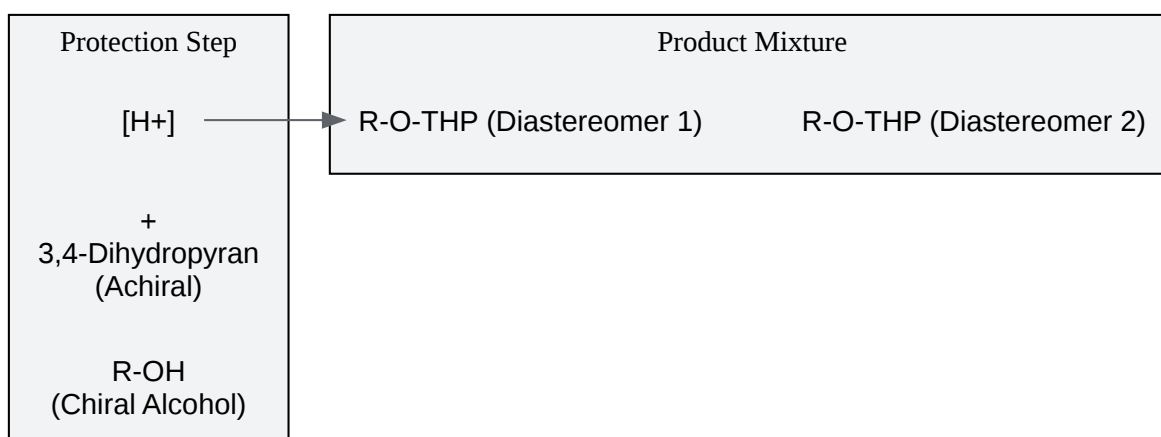 Protection Step
[H+]
+
3,4-Dihydropyran
(Achiral)
R-OH
(Chiral Alcohol)
Product Mixture
R-O-THP (Diastereomer 1)
R-O-THP (Diastereomer 2)